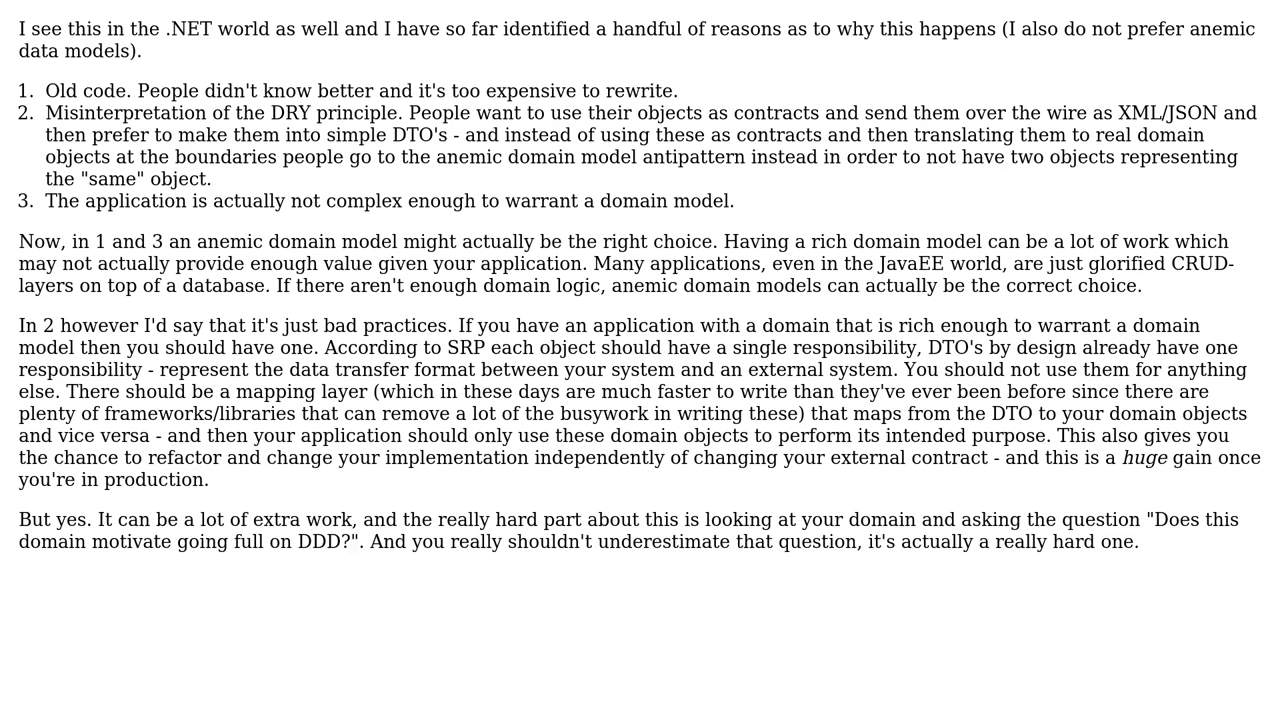 I see this in the .NET world as well and I have so far identified a handful of reasons as to why this happens (I also do not prefer anemic
data models).
1. Old code. People didn't know better and it's too expensive to rewrite.
2. Misinterpretation of the DRY principle. People want to use their objects as contracts and send them over the wire as XML/JSON and
then prefer to make them into simple DTO's - and instead of using these as contracts and then translating them to real domain
objects at the boundaries people go to the anemic domain model antipattern instead in order to not have two objects representing
the "same" object.
3. The application is actually not complex enough to warrant a domain model.
Now, in 1 and 3 an anemic domain model might actually be the right choice. Having a rich domain model can be a lot of work which
may not actually provide enough value given your application. Many applications, even in the JavaEE world, are just glorified CRUD-
layers on top of a database. If there aren't enough domain logic, anemic domain models can actually be the correct choice.
In 2 however I'd say that it's just bad practices. If you have an application with a domain that is rich enough to warrant a domain
model then you should have one. According to SRP each object should have a single responsibility, DTO's by design already have one
responsibility - represent the data transfer format between your system and an external system. You should not use them for anything
else. There should be a mapping layer (which in these days are much faster to write than they've ever been before since there are
plenty of frameworks/libraries that can remove a lot of the busywork in writing these) that maps from the DTO to your domain objects
and vice versa - and then your application should only use these domain objects to perform its intended purpose. This also gives you
the chance to refactor and change your implementation independently of changing your external contract - and this is a huge gain once
you're in production.
But yes. It can be a lot of extra work, and the really hard part about this is looking at your domain and asking the question "Does this
domain motivate going full on DDD?". And you really shouldn't underestimate that question, it's actually a really hard one.